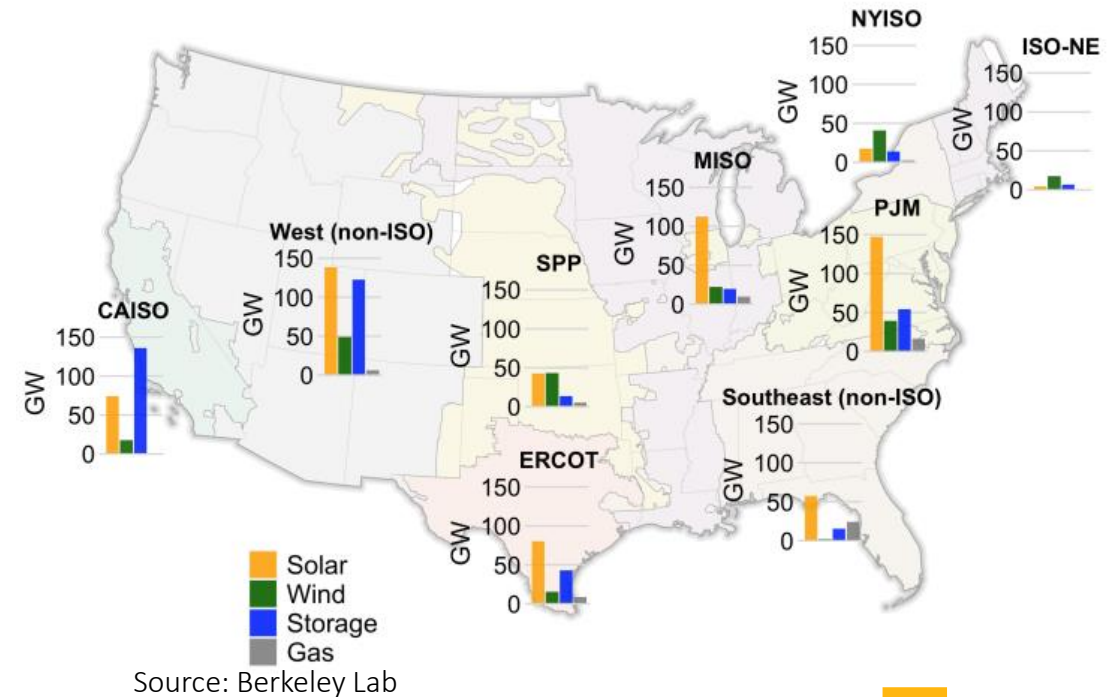 NYISO
150
100
50
0
GW
ISO-NE
150
100
50
0
GW
MISO
150
100
50
0
GW
PJM
150
100
50
0
GW
West (non-ISO)
150
100
50
0
GW
SPP
150
100
50
0
GW
CAISO
150
100
50
0
GW
Southeast (non-ISO)
150
100
50
0
GW
ERCOT
150
100
50
0
GW
Solar
Wind
Storage
Gas
Source: Berkeley Lab